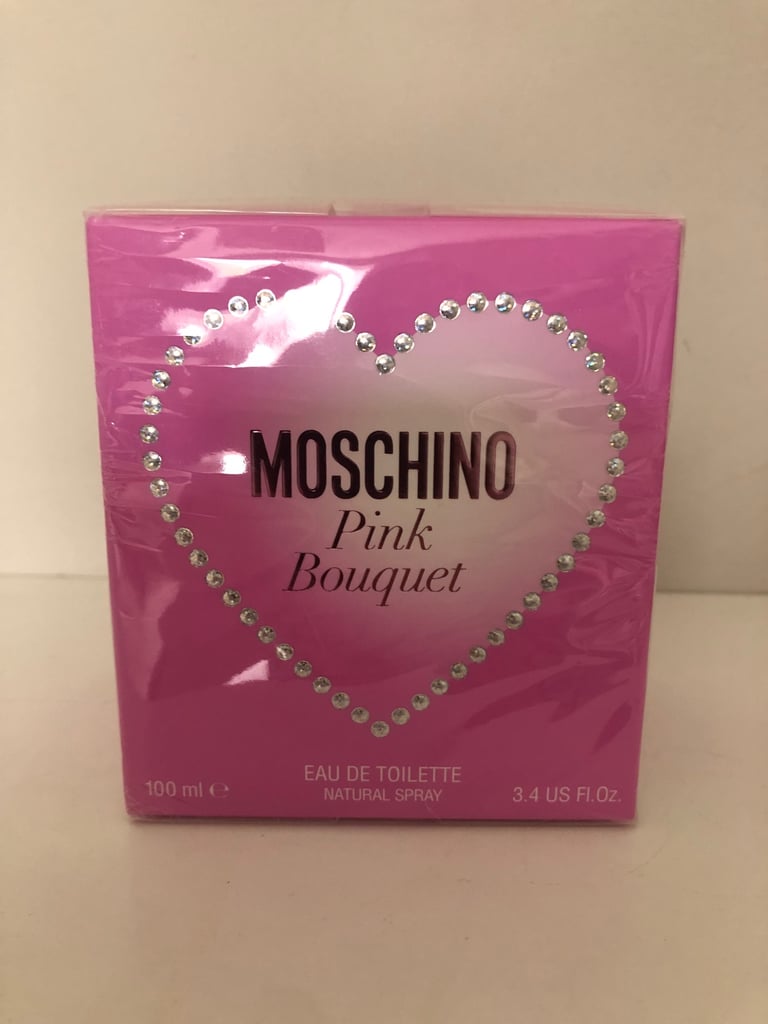 MOSCHINO
Pink
Bouquet
EAU DE TOILETTE
NATURAL SPRAY
100 ml ℮
3.4 US Fl.Oz.